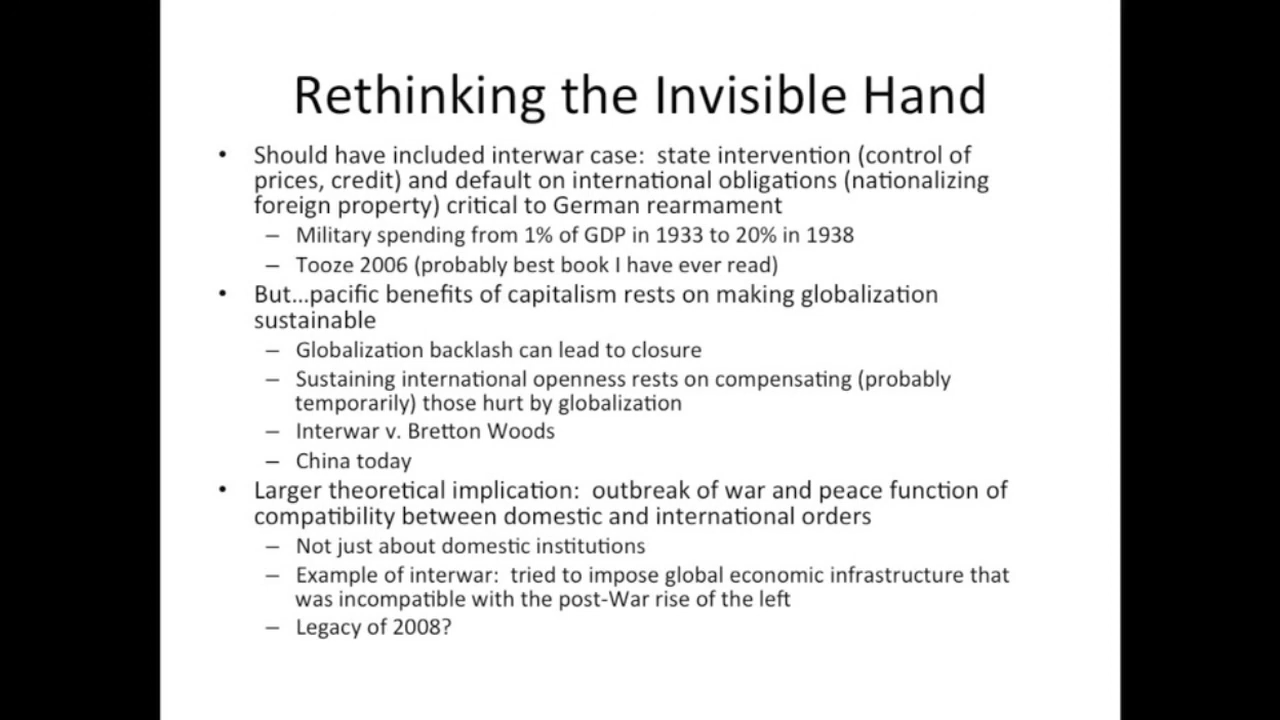 Rethinking the Invisible Hand
• Should have included interwar case: state intervention (control of
prices, credit) and default on international obligations (nationalizing
foreign property) critical to German rearmament
– Military spending from 1% of GDP in 1933 to 20% in 1938
– Tooze 2006 (probably best book I have ever read)
• But...pacific benefits of capitalism rests on making globalization
sustainable
– Globalization backlash can lead to closure
– Sustaining international openness rests on compensating (probably
temporarily) those hurt by globalization
– Interwar v. Bretton Woods
– China today
• Larger theoretical implication: outbreak of war and peace function of
compatibility between domestic and international orders
– Not just about domestic institutions
– Example of interwar: tried to impose global economic infrastructure that
was incompatible with the post-War rise of the left
– Legacy of 2008?